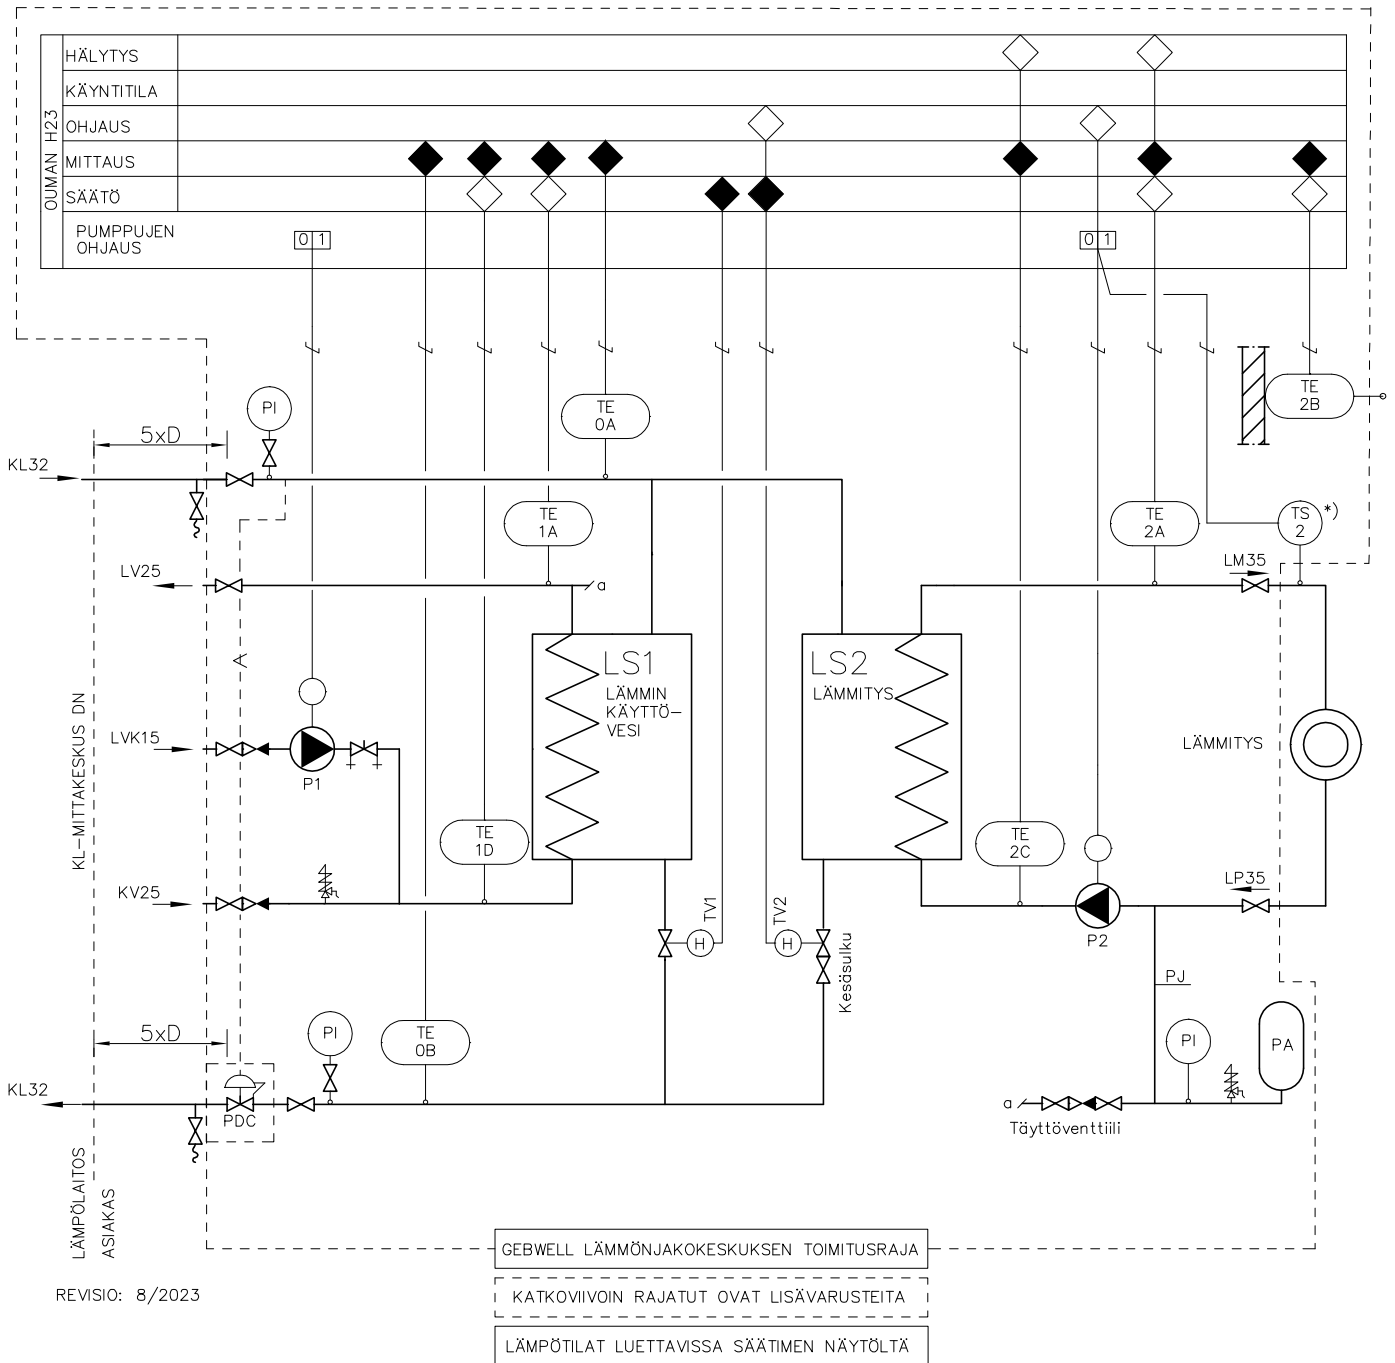 OUMAN H23
HÄLYTYS
KÄYNTITILA
OHJAUS
MITTAUS
SÄÄTÖ
PUMPPUJEN
OHJAUS
0 1
0 1
PI
TE
0A
TE
2B
5xD
KL32
TE
1A
TE
2A
TS
2
*)
LV25
a
LM35
A
LS1
LÄMMIN
KÄYTTÖ-
VESI
LS2
LÄMMITYS
KL-MITTAKESKUS DN
LVK15
P1
LÄMMITYS
TE
1D
TE
2C
KV25
LP35
TV1
H
TV2
H
P2
Kesäsulku
PJ
5xD
PI
TE
0B
PI
PA
KL32
PDC
a
Täyttöventtiili
LÄMPÖLAITOS
ASIAKAS
GEBWELL LÄMMÖNJAKOKESKUKSEN TOIMITUSRAJA
REVISIO: 8/2023
KATKOVIIVOIN RAJATUT OVAT LISÄVARUSTEITA
LÄMPÖTILAT LUETTAVISSA SÄÄTIMEN NÄYTÖLTÄ